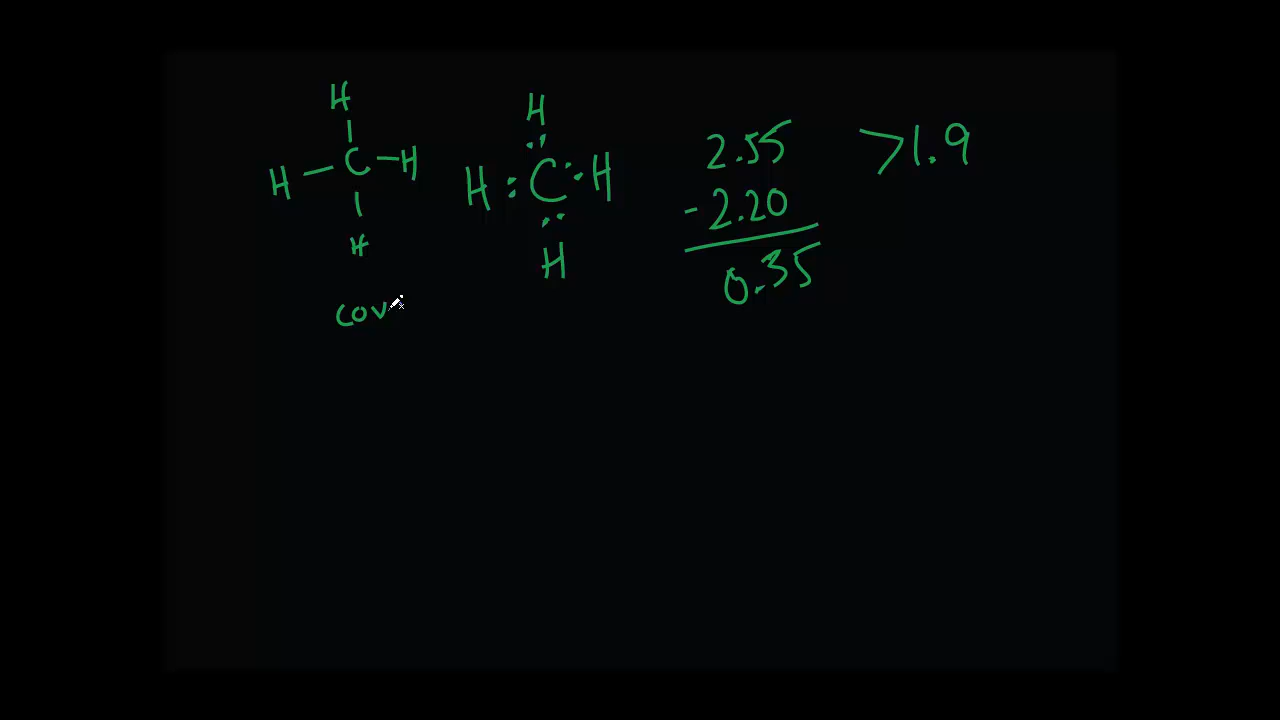 H
H – C – H
H
H
H : C : H
H
2.55
- 2.20
0.35
>1.9
cov